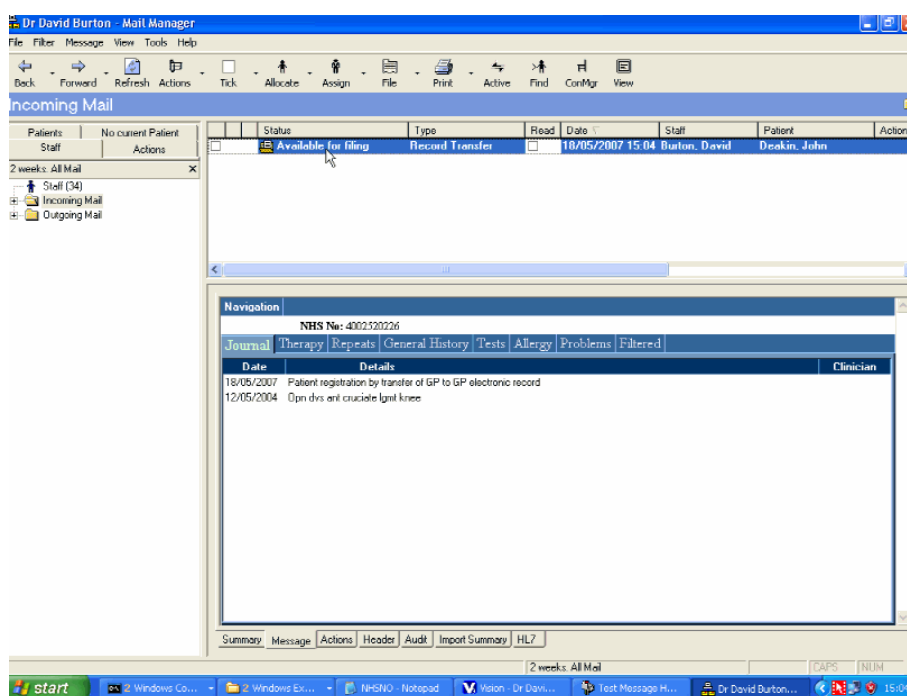 Dr David Burton - Mail Manager
File Filter Message View Tools Help
Back Forward Refresh Actions Tick Allocate Assign File Print Active Find ConMgr View
Incoming Mail
Patients No current Patient
Staff Actions
2 weeks. All Mail
Staff (34)
Incoming Mail
Outgoing Mail
Status Type Read Date Staff Patient Action
Available for filing Record Transfer 18/05/2007 15:04 Burton, David Deakin, John
Navigation
NHS No: 4002520226
Journal Therapy Repeats General History Tests Allergy Problems Filtered
Date Details Clinician
18/05/2007 Patient registration by transfer of GP to GP electronic record
12/05/2004 Opn dvs ant cruciate lgmt knee
Summary Message Actions Header Audit Import Summary HL7
2 weeks. All Mail CAPS NUM
start 2 Windows Co... 2 Windows Ex... NHSNO - Notepad Vision - Dr Davi... Test Message H... Dr David Burton...